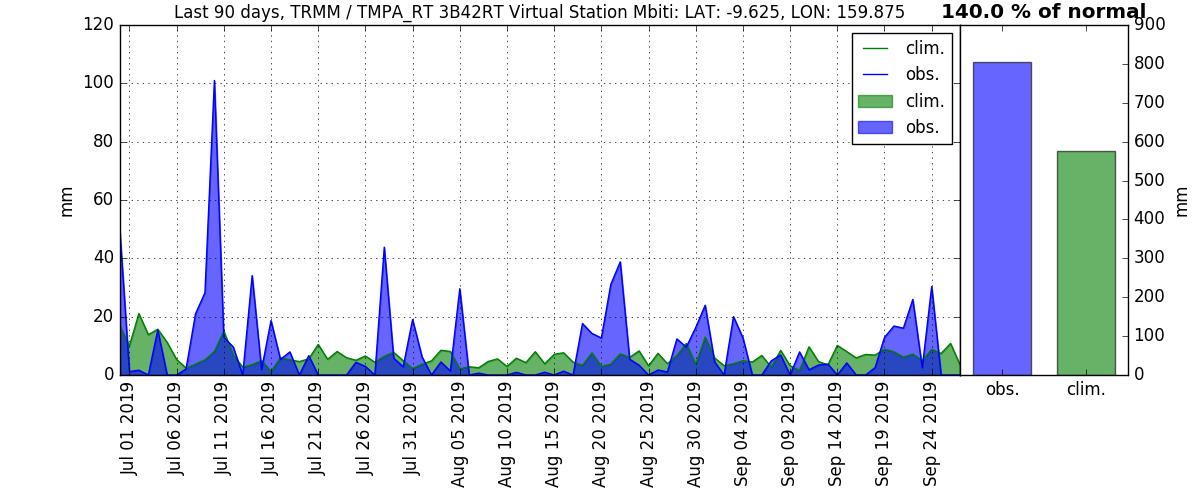 Last 90 days, TRMM / TMPA_RT 3B42RT Virtual Station Mbiti: LAT: -9.625, LON: 159.875
140.0 % of normal
120
100
80
60
40
20
0
mm
clim.
obs.
clim.
obs.
900
800
700
600
500
400
300
200
100
0
mm
Jul 01 2019
Jul 06 2019
Jul 11 2019
Jul 16 2019
Jul 21 2019
Jul 26 2019
Jul 31 2019
Aug 05 2019
Aug 10 2019
Aug 15 2019
Aug 20 2019
Aug 25 2019
Aug 30 2019
Sep 04 2019
Sep 09 2019
Sep 14 2019
Sep 19 2019
Sep 24 2019
obs.
clim.